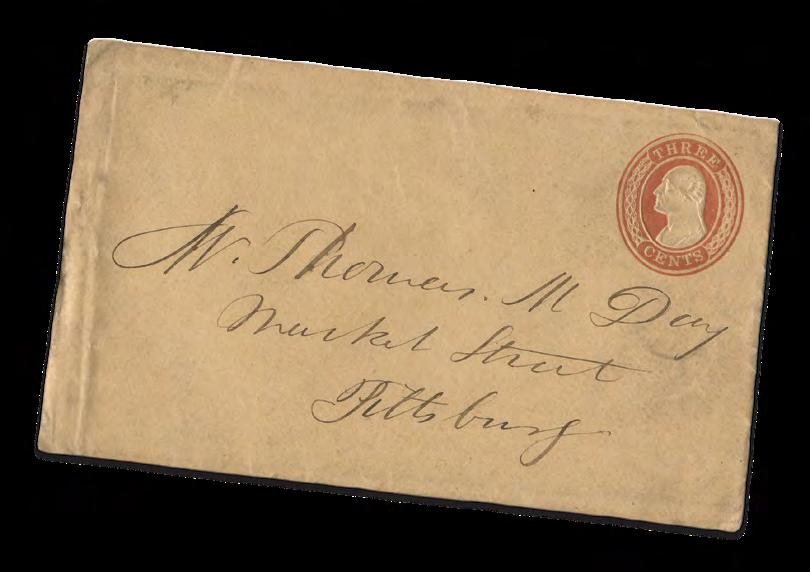 THREE
CENTS
Mr. Thomas. M Day
Market Street
Pittsburg